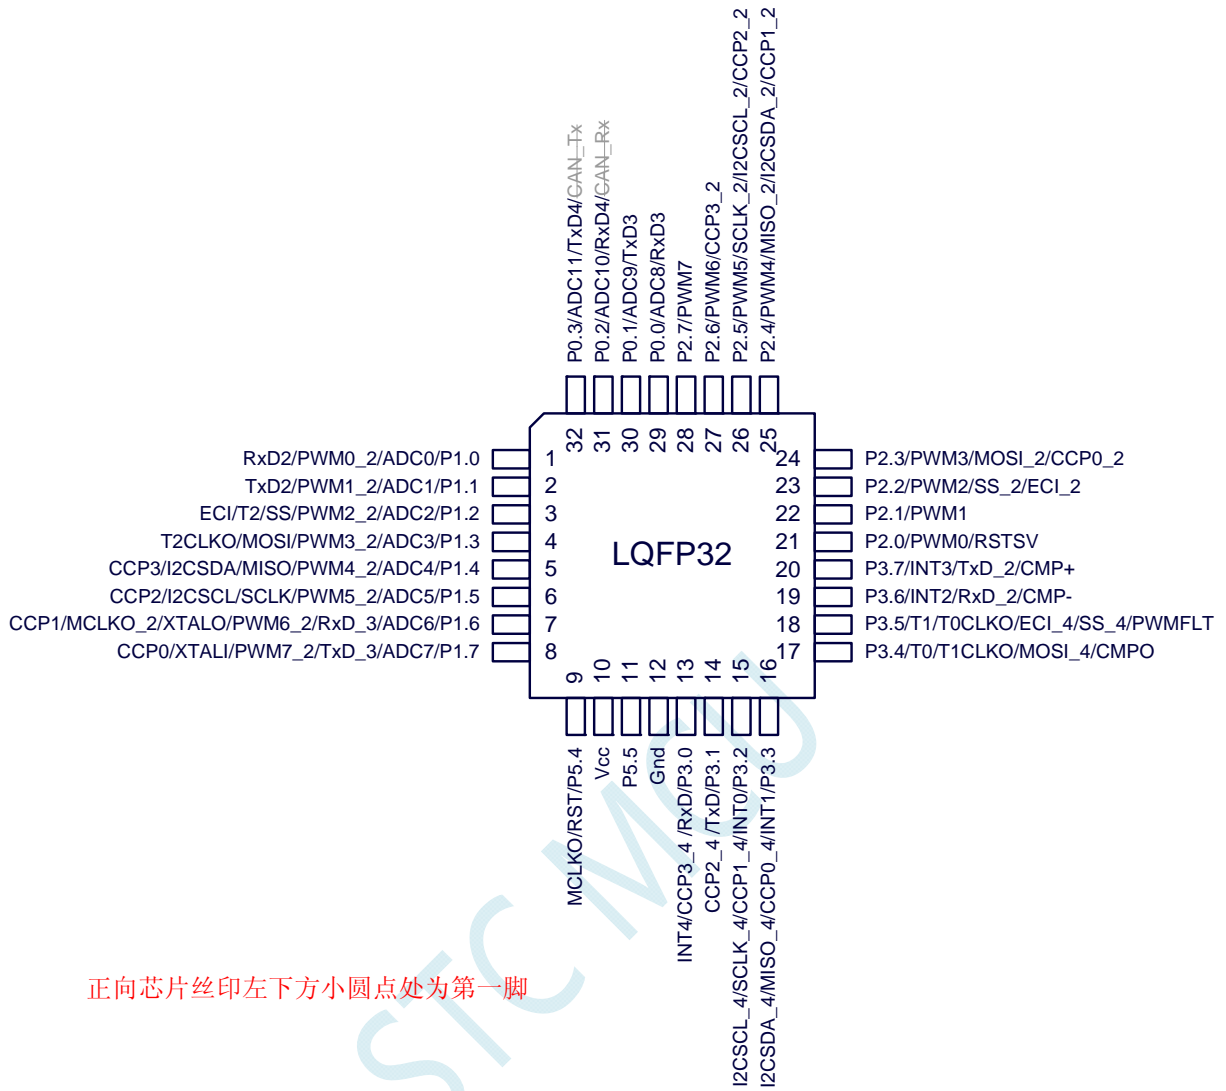 P0.3/ADC11/TxD4/CAN_Tx
P0.2/ADC10/RxD4/CAN_Rx
P0.1/ADC9/TxD3
P0.0/ADC8/RxD3
P2.7/PWM7
P2.6/PWM6/CCP3_2
P2.5/PWM5/SCLK_2/I2CSCL_2/CCP2_2
P2.4/PWM4/MISO_2/I2CSDA_2/CCP1_2
32 31 30 29 28 27 26 25
RxD2/PWM0_2/ADC0/P1.0 1
TxD2/PWM1_2/ADC1/P1.1 2
ECI/T2/SS/PWM2_2/ADC2/P1.2 3
T2CLKO/MOSI/PWM3_2/ADC3/P1.3 4
CCP3/I2CSDA/MISO/PWM4_2/ADC4/P1.4 5
CCP2/I2CSCL/SCLK/PWM5_2/ADC5/P1.5 6
CCP1/MCLKO_2/XTALO/PWM6_2/RxD_3/ADC6/P1.6 7
CCP0/XTALI/PWM7_2/TxD_3/ADC7/P1.7 8
LQFP32
24 P2.3/PWM3/MOSI_2/CCP0_2
23 P2.2/PWM2/SS_2/ECI_2
22 P2.1/PWM1
21 P2.0/PWM0/RSTSV
20 P3.7/INT3/TxD_2/CMP+
19 P3.6/INT2/RxD_2/CMP-
18 P3.5/T1/T0CLKO/ECI_4/SS_4/PWMFLT
17 P3.4/T0/T1CLKO/MOSI_4/CMPO
9 10 11 12 13 14 15 16
MCLKO/RST/P5.4
Vcc
P5.5
Gnd
INT4/CCP3_4 /RxD/P3.0
CCP2_4 /TxD/P3.1
I2CSCL_4/SCLK_4/CCP1_4/INT0/P3.2
I2CSDA_4/MISO_4/CCP0_4/INT1/P3.3
正向芯片丝印左下方小圆点处为第一脚
STC MCU